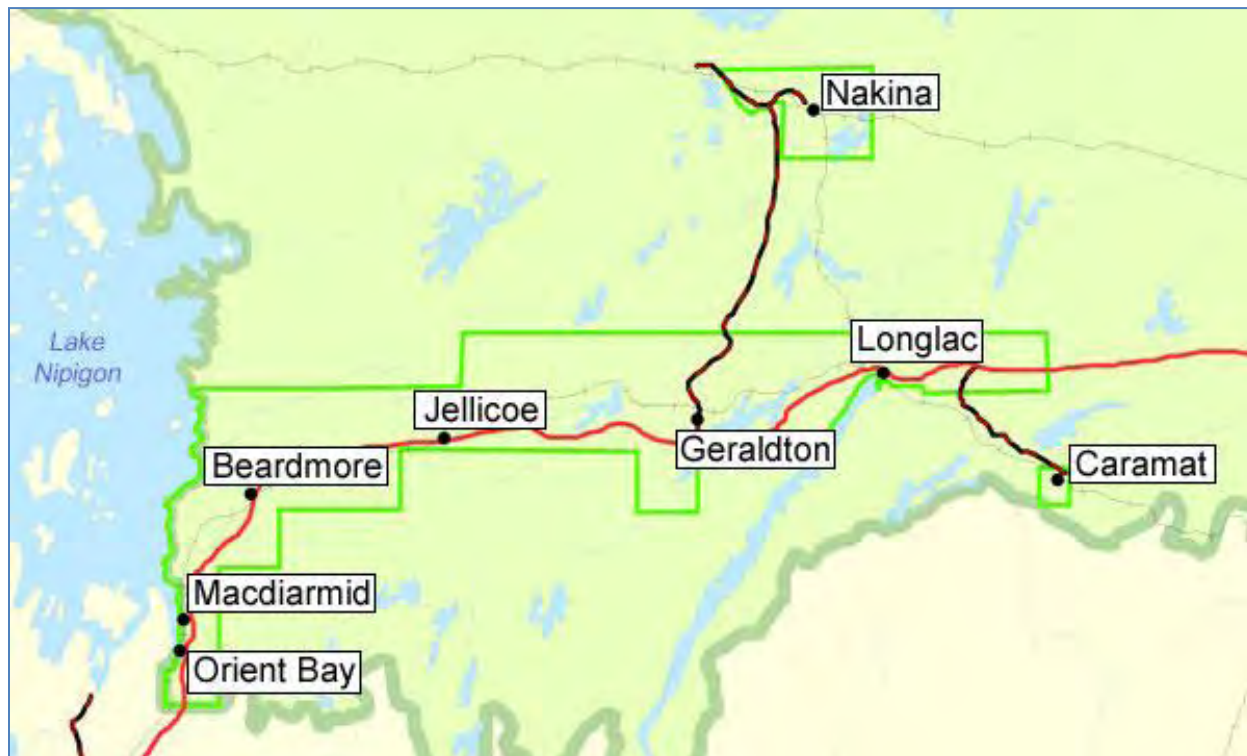 Nakina
Lake
Nipigon
Longlac
Jellicoe
Geraldton
Beardmore
Caramat
Macdiarmid
Orient Bay